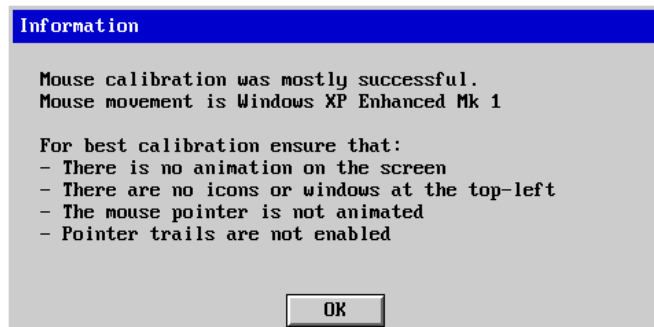 Information
Mouse calibration was mostly successful.
Mouse movement is Windows XP Enhanced Mk 1
For best calibration ensure that:
- There is no animation on the screen
- There are no icons or windows at the top-left
- The mouse pointer is not animated
- Pointer trails are not enabled
OK